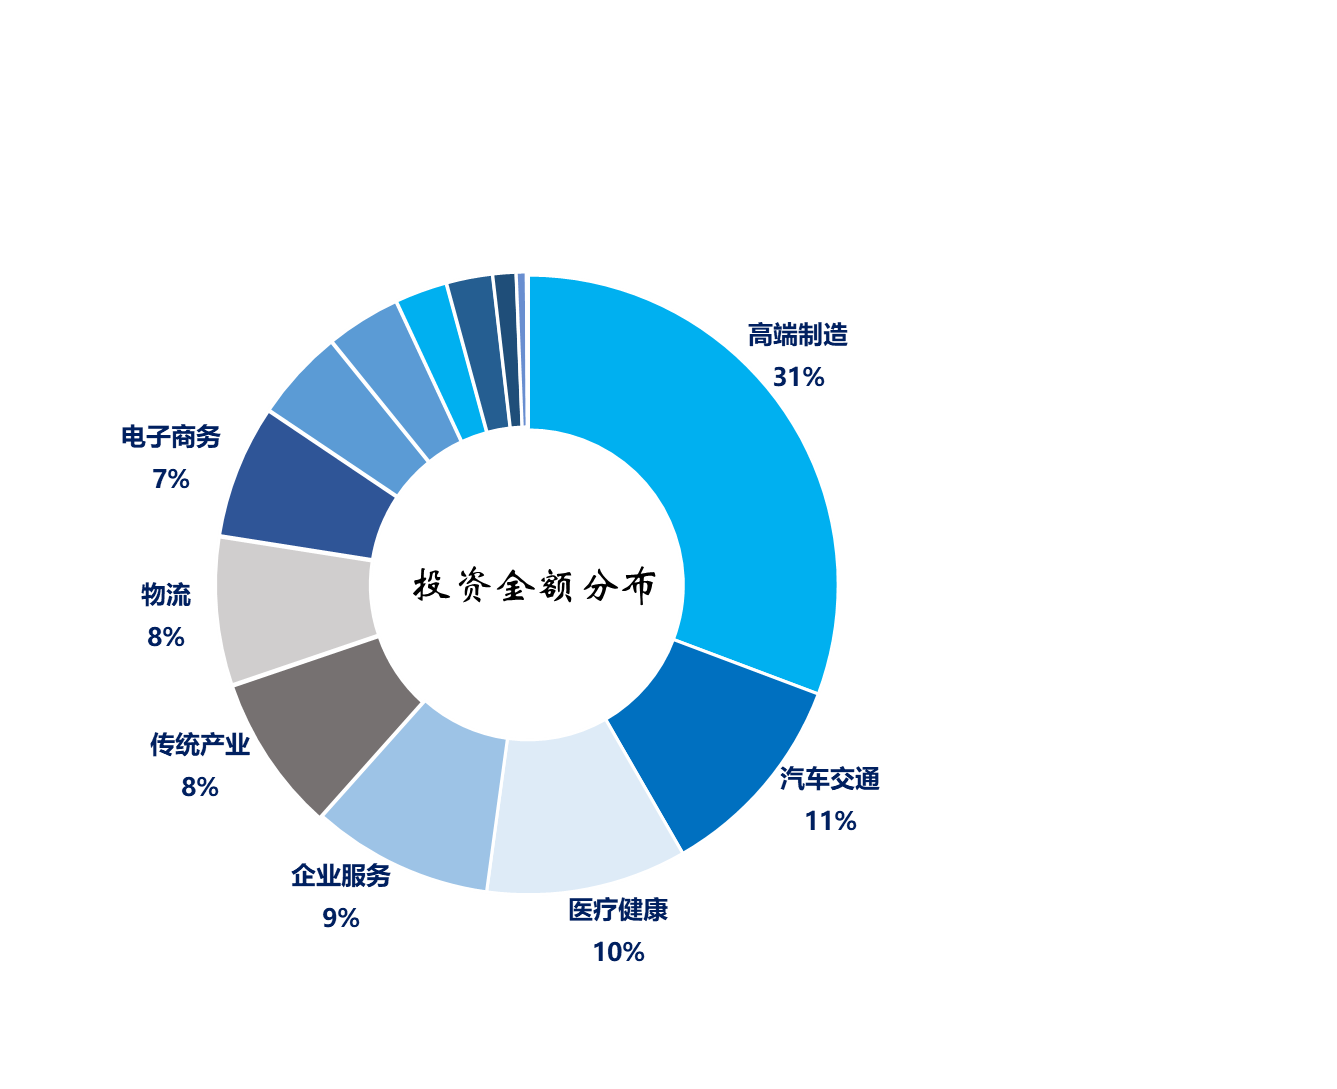 高端制造
31%
电子商务
7%
投资金额分布
物流
8%
传统产业
8%
汽车交通
11%
企业服务
9%
医疗健康
10%